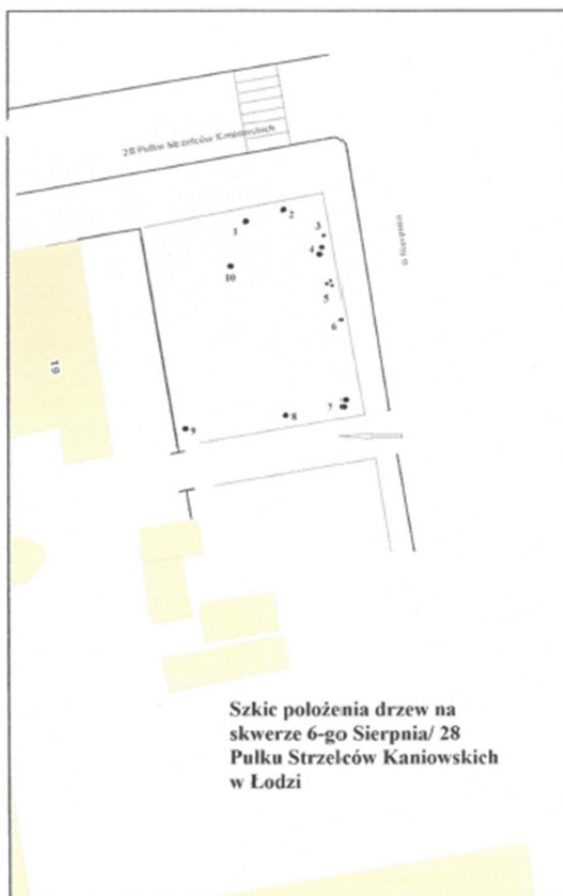 28 Pułku Strzelców Kaniowskich
1
2
3
4
5
6
7
8
9
10
6 Sierpnia
19
Szkic położenia drzew na
skwerze 6-go Sierpnia/ 28
Pułku Strzelców Kaniowskich
w Łodzi